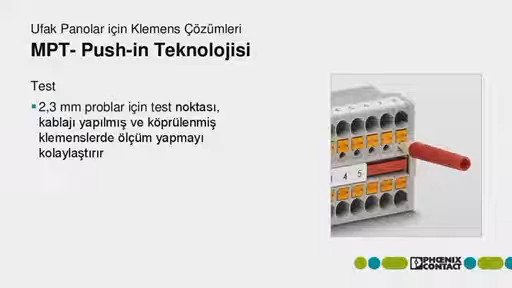 Ufak Panolar için Klemens Çözümleri
MPT- Push-in Teknolojisi
Test
2,3 mm problar için test noktası,
kablajı yapılmış ve köprülenmiş
klemenslerde ölçüm yapmayı
kolaylaştırır
4 5
PHŒNIX
CONTACT